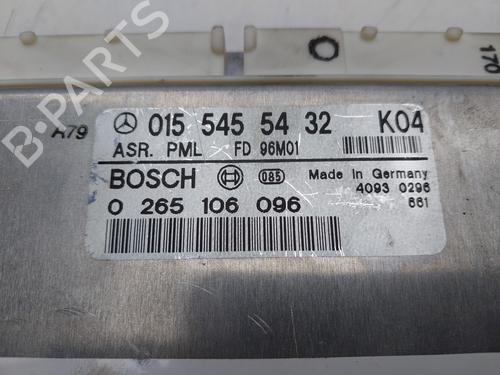 170
A79
015 545 54 32 K04
ASR. PML FD 96M01
BOSCH 085 Made in Germany
4093 0296
0 265 106 096 661
B-PARTS